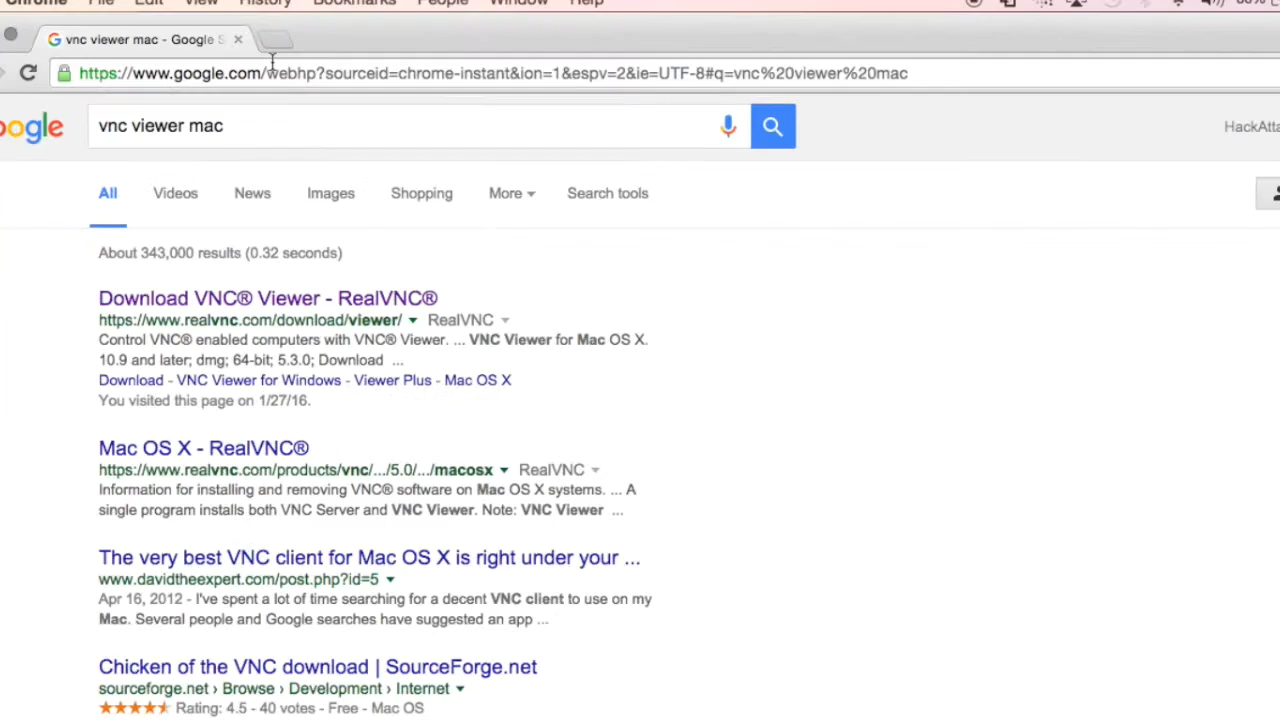 Chrome File Edit View History Bookmarks People Window Help
vnc viewer mac - Google S
https://www.google.com/webhp?sourceid=chrome-instant&ion=1&espv=2&ie=UTF-8#q=vnc%20viewer%20mac
oogle
vnc viewer mac
HackAtta
All Videos News Images Shopping More Search tools
About 343,000 results (0.32 seconds)
Download VNC® Viewer - RealVNC®
https://www.realvnc.com/download/viewer/ RealVNC
Control VNC® enabled computers with VNC® Viewer. ... VNC Viewer for Mac OS X.
10.9 and later; dmg; 64-bit; 5.3.0; Download ...
Download - VNC Viewer for Windows - Viewer Plus - Mac OS X
You visited this page on 1/27/16.
Mac OS X - RealVNC®
https://www.realvnc.com/products/vnc/.../5.0/.../macosx RealVNC
Information for installing and removing VNC® software on Mac OS X systems. ... A
single program installs both VNC Server and VNC Viewer. Note: VNC Viewer ...
The very best VNC client for Mac OS X is right under your ...
www.davidtheexpert.com/post.php?id=5
Apr 16, 2012 - I've spent a lot of time searching for a decent VNC client to use on my
Mac. Several people and Google searches have suggested an app ...
Chicken of the VNC download | SourceForge.net
sourceforge.net › Browse › Development › Internet
Rating: 4.5 - 40 votes - Free - Mac OS